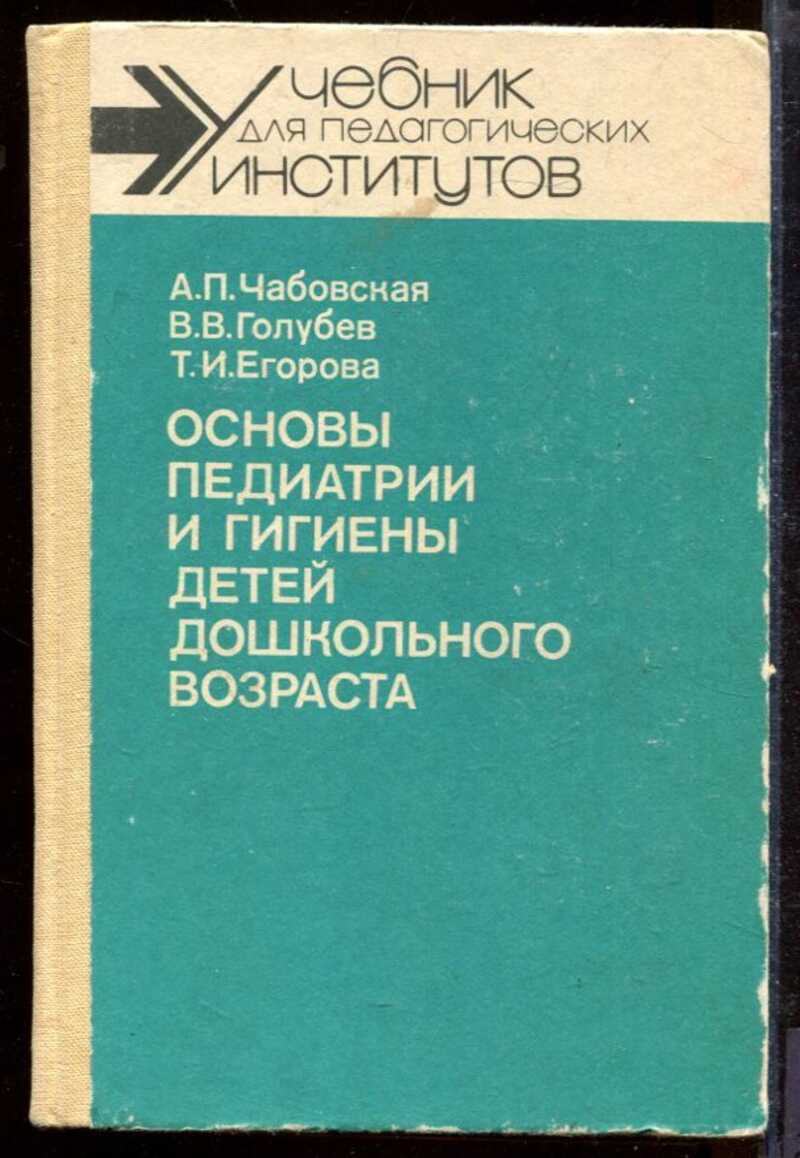 Учебник
для педагогических
институтов
А.П.Чабовская
В.В.Голубев
Т.И.Егорова
ОСНОВЫ
ПЕДИАТРИИ
И ГИГИЕНЫ
ДЕТЕЙ
ДОШКОЛЬНОГО
ВОЗРАСТА